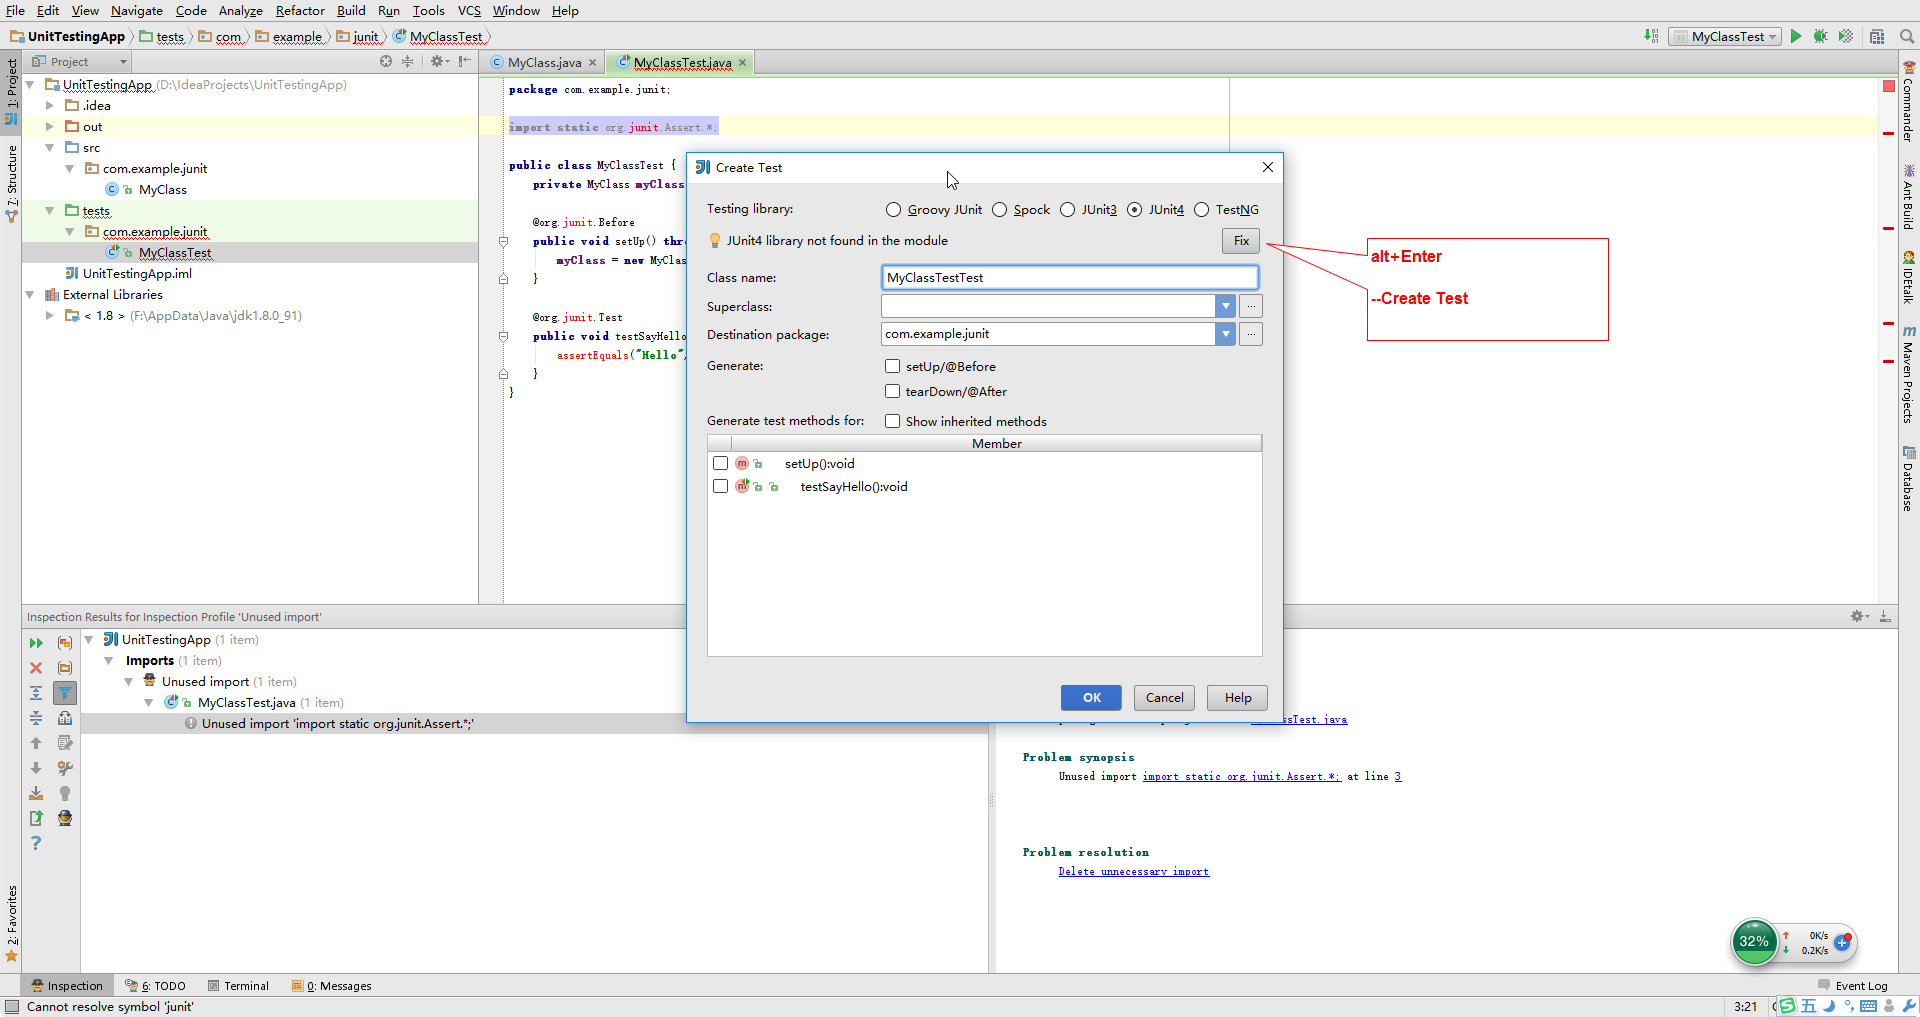 File Edit View Navigate Code Analyze Refactor Build Run Tools VCS Window Help
UnitTestingApp tests com example junit MyClassTest
MyClassTest
Project
MyClass.java
MyClassTest.java
1: Project
7: Structure
2: Favorites
UnitTestingApp (D:\IdeaProjects\UnitTestingApp)
.idea
out
src
com.example.junit
MyClass
tests
com.example.junit
MyClassTest
UnitTestingApp.iml
External Libraries
< 1.8 > (F:\AppData\Java\jdk1.8.0_91)
package com.example.junit;
import static org.junit.Assert.*;
public class MyClassTest {
private MyClass myClass
@org.junit.Before
public void setUp()
myClass = new
}
@org.junit.Test
public void testSayHello
assertEquals("Hello"
}
}
Create Test
Testing library:
Groovy JUnit
Spock
JUnit3
JUnit4
TestNG
JUnit4 library not found in the module
Fix
Class name:
MyClassTestTest
Superclass:
...
Destination package:
com.example.junit
...
Generate:
setUp/@Before
tearDown/@After
Generate test methods for:
Show inherited methods
Member
setUp():void
testSayHello():void
OK
Cancel
Help
alt+Enter
--Create Test
Commander
Ant Build
IDEtalk
Maven Projects
Database
Inspection Results for Inspection Profile 'Unused import'
UnitTestingApp (1 item)
Imports (1 item)
Unused import (1 item)
MyClassTest.java (1 item)
Unused import 'import static org.junit.Assert.*;'
Test.java
Problem synopsis
Unused import import static org.junit.Assert.*; at line 3
Problem resolution
Delete unnecessary import
32%
0K/s
0.2K/s
Inspection
6: TODO
Terminal
0: Messages
Event Log
Cannot resolve symbol 'junit'
3:21
五